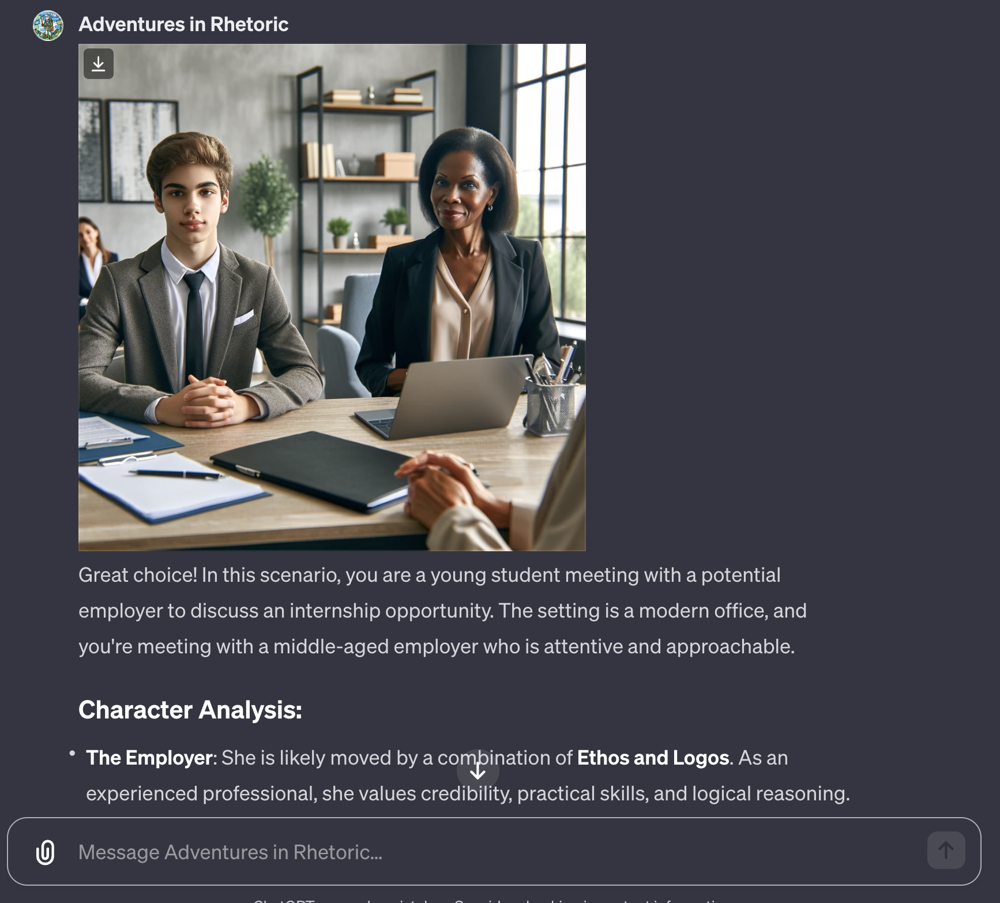 Adventures in Rhetoric
Great choice! In this scenario, you are a young student meeting with a potential
employer to discuss an internship opportunity. The setting is a modern office, and
you're meeting with a middle-aged employer who is attentive and approachable.
Character Analysis:
• The Employer: She is likely moved by a combination of Ethos and Logos. As an
experienced professional, she values credibility, practical skills, and logical reasoning.
Message Adventures in Rhetoric...